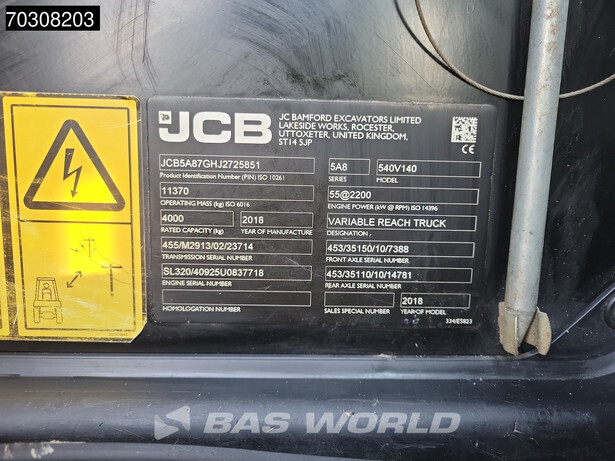 70308203
JCB
JC BAMFORD EXCAVATORS LIMITED
LAKESIDE WORKS, ROCESTER,
UTTOXETER, UNITED KINGDOM.
ST14 5JP
CE
JCB5A87GHJ2725851
Product Identification Number (PIN) ISO 10261
5A8 540V140
SERIES MODEL
11370
OPERATING MASS (kg) ISO 6016
55@2200
ENGINE POWER (kW @ RPM) ISO 14396
4000 2018
RATED CAPACITY (kg) YEAR OF MANUFACTURE
VARIABLE REACH TRUCK
DESIGNATION
455/M2913/02/23714
TRANSMISSION SERIAL NUMBER
453/35150/10/7388
FRONT AXLE SERIAL NUMBER
SL320/40925U0837718
ENGINE SERIAL NUMBER
453/35110/10/14781
REAR AXLE SERIAL NUMBER
2018
HOMOLOGATION NUMBER
SALES SPECIAL NUMBER YEAR OF MODEL
334/E5823
BAS WORLD